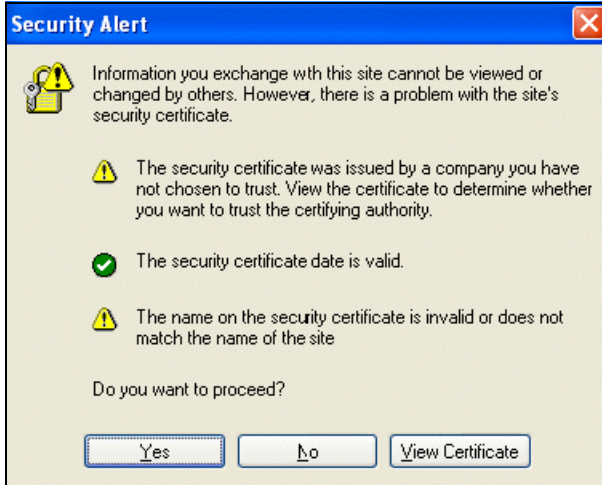 Security Alert
Information you exchange wth this site cannot be viewed or
changed by others. However, there is a problem with the site's
security certificate.
The security certificate was issued by a company you have
not chosen to trust. View the certificate to determine whether
you want to trust the certifying authority.
The security certificate date is valid.
The name on the security certificate is invalid or does not
match the name of the site
Do you want to proceed?
Yes No View Certificate